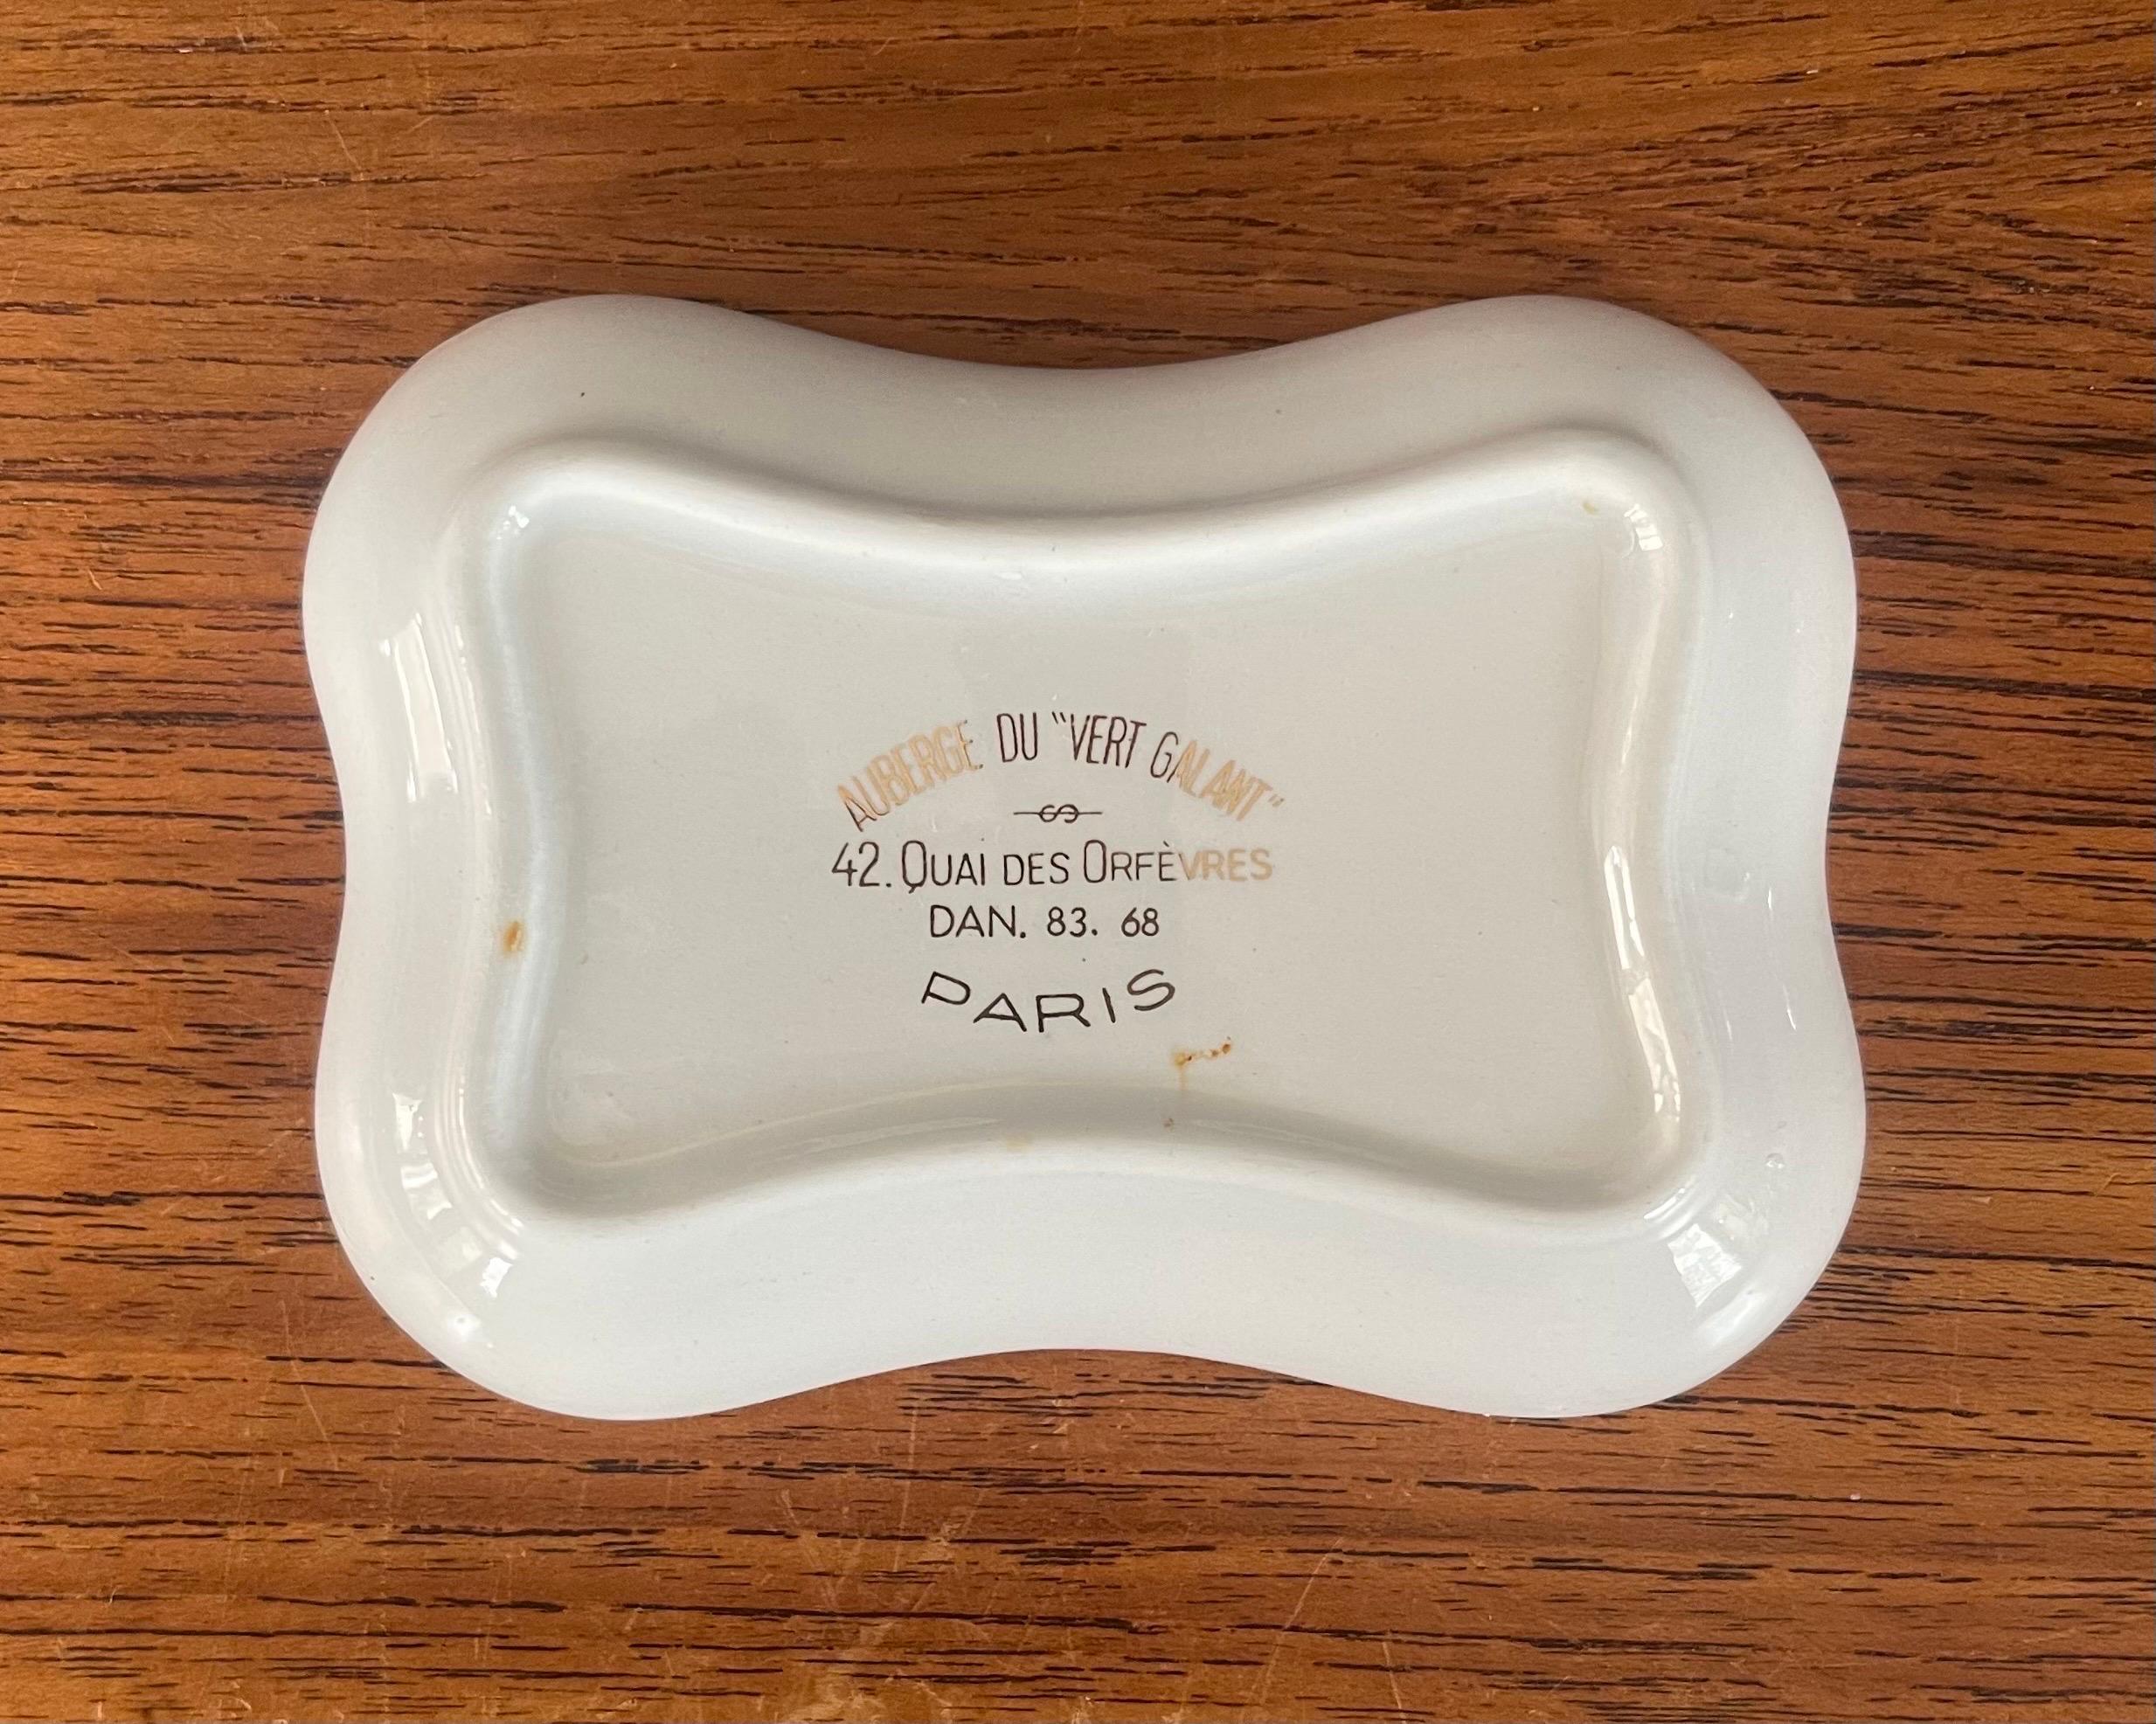 AUBERGE DU "VERT GALANT"
42. QUAI DES ORFÈVRES
DAN. 83. 68
PARIS